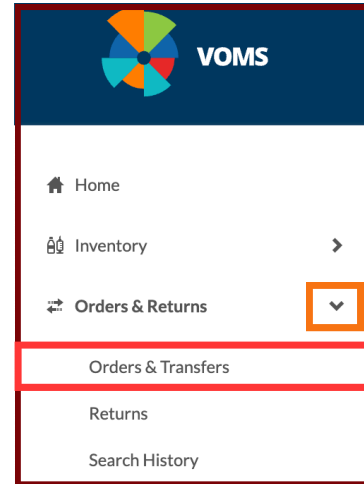 VOMS
Home
Inventory
Orders & Returns
Orders & Transfers
Returns
Search History